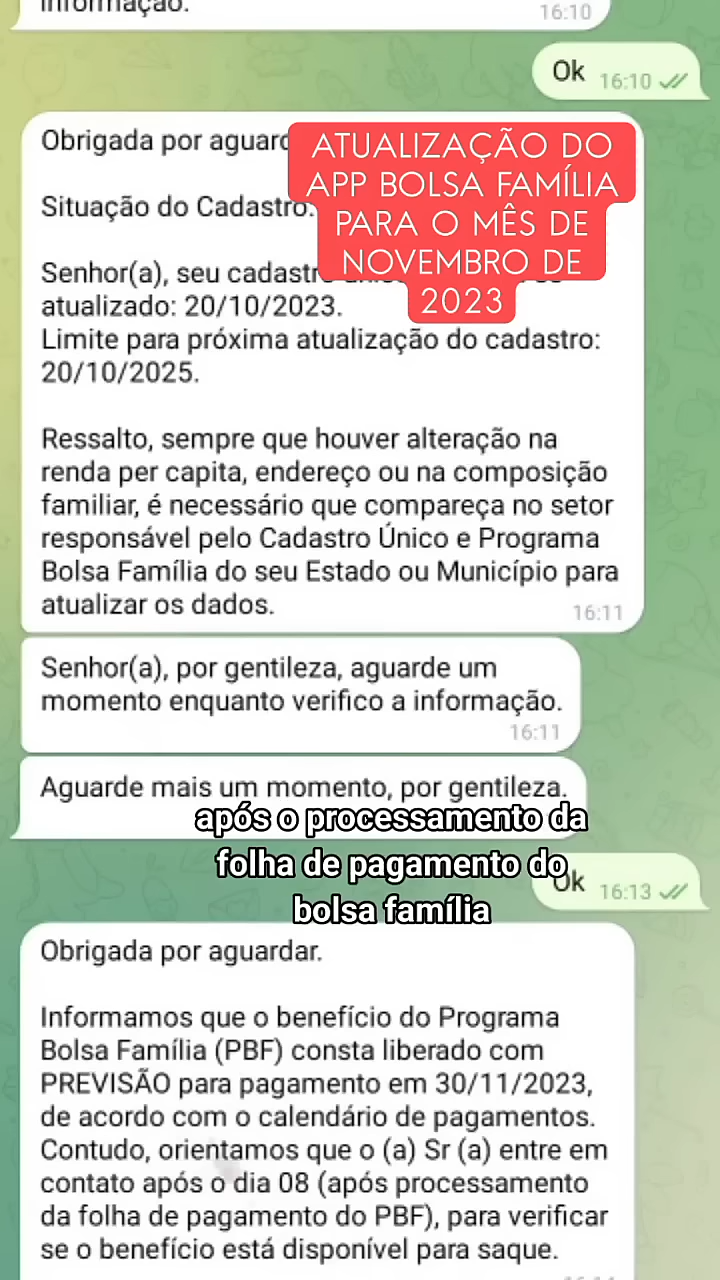 informação.
16:10
Ok 16:10
Obrigada por
ATUALIZAÇÃO DO
APP BOLSA FAMÍLIA
PARA O MÊS DE
NOVEMBRO DE
2023
Situação do Cadastro:
Senhor(a), seu
atualizado: 20/10/2023.
Limite para próxima atualização do cadastro:
20/10/2025.
Ressalto, sempre que houver alteração na
renda per capita, endereço ou na composição
familiar, é necessário que compareça no setor
responsável pelo Cadastro Único e Programa
Bolsa Família do seu Estado ou Município para
atualizar os dados.
16:11
Senhor(a), por gentileza, aguarde um
momento enquanto verifico a informação.
16:11
Aguarde mais um momento, por gentileza.
após o processamento da
folha de pagamento do
bolsa família
Ok 16:13
Obrigada por aguardar.
Informamos que o benefício do Programa
Bolsa Família (PBF) consta liberado com
PREVISÃO para pagamento em 30/11/2023,
de acordo com o calendário de pagamentos.
Contudo, orientamos que o (a) Sr (a) entre em
contato após o dia 08 (após processamento
da folha de pagamento do PBF), para verificar
se o benefício está disponível para saque.